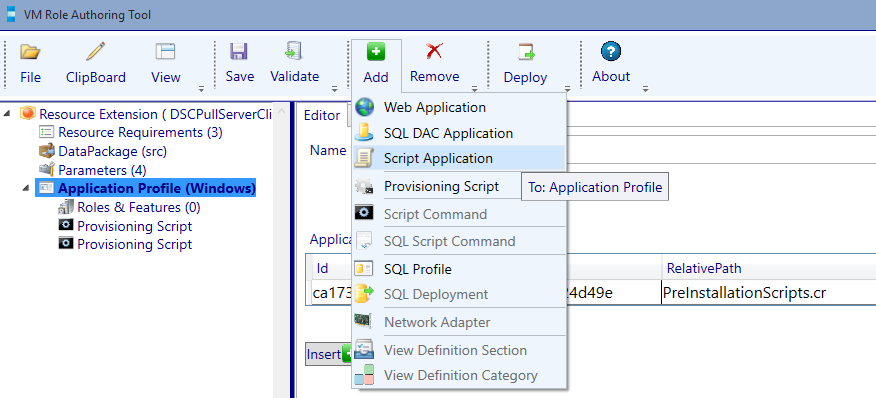 VM Role Authoring Tool
File
ClipBoard
View
Save
Validate
Add
Remove
Deploy
About
Resource Extension ( DSCPullServerCli
Resource Requirements (3)
DataPackage (src)
Parameters (4)
Application Profile (Windows)
Roles & Features (0)
Provisioning Script
Provisioning Script
Editor
Name
Applica
Id
RelativePath
ca173
24d49e
PreInstallationScripts.cr
Insert
Web Application
SQL DAC Application
Script Application
Provisioning Script
To: Application Profile
Script Command
SQL Script Command
SQL Profile
SQL Deployment
Network Adapter
View Definition Section
View Definition Category